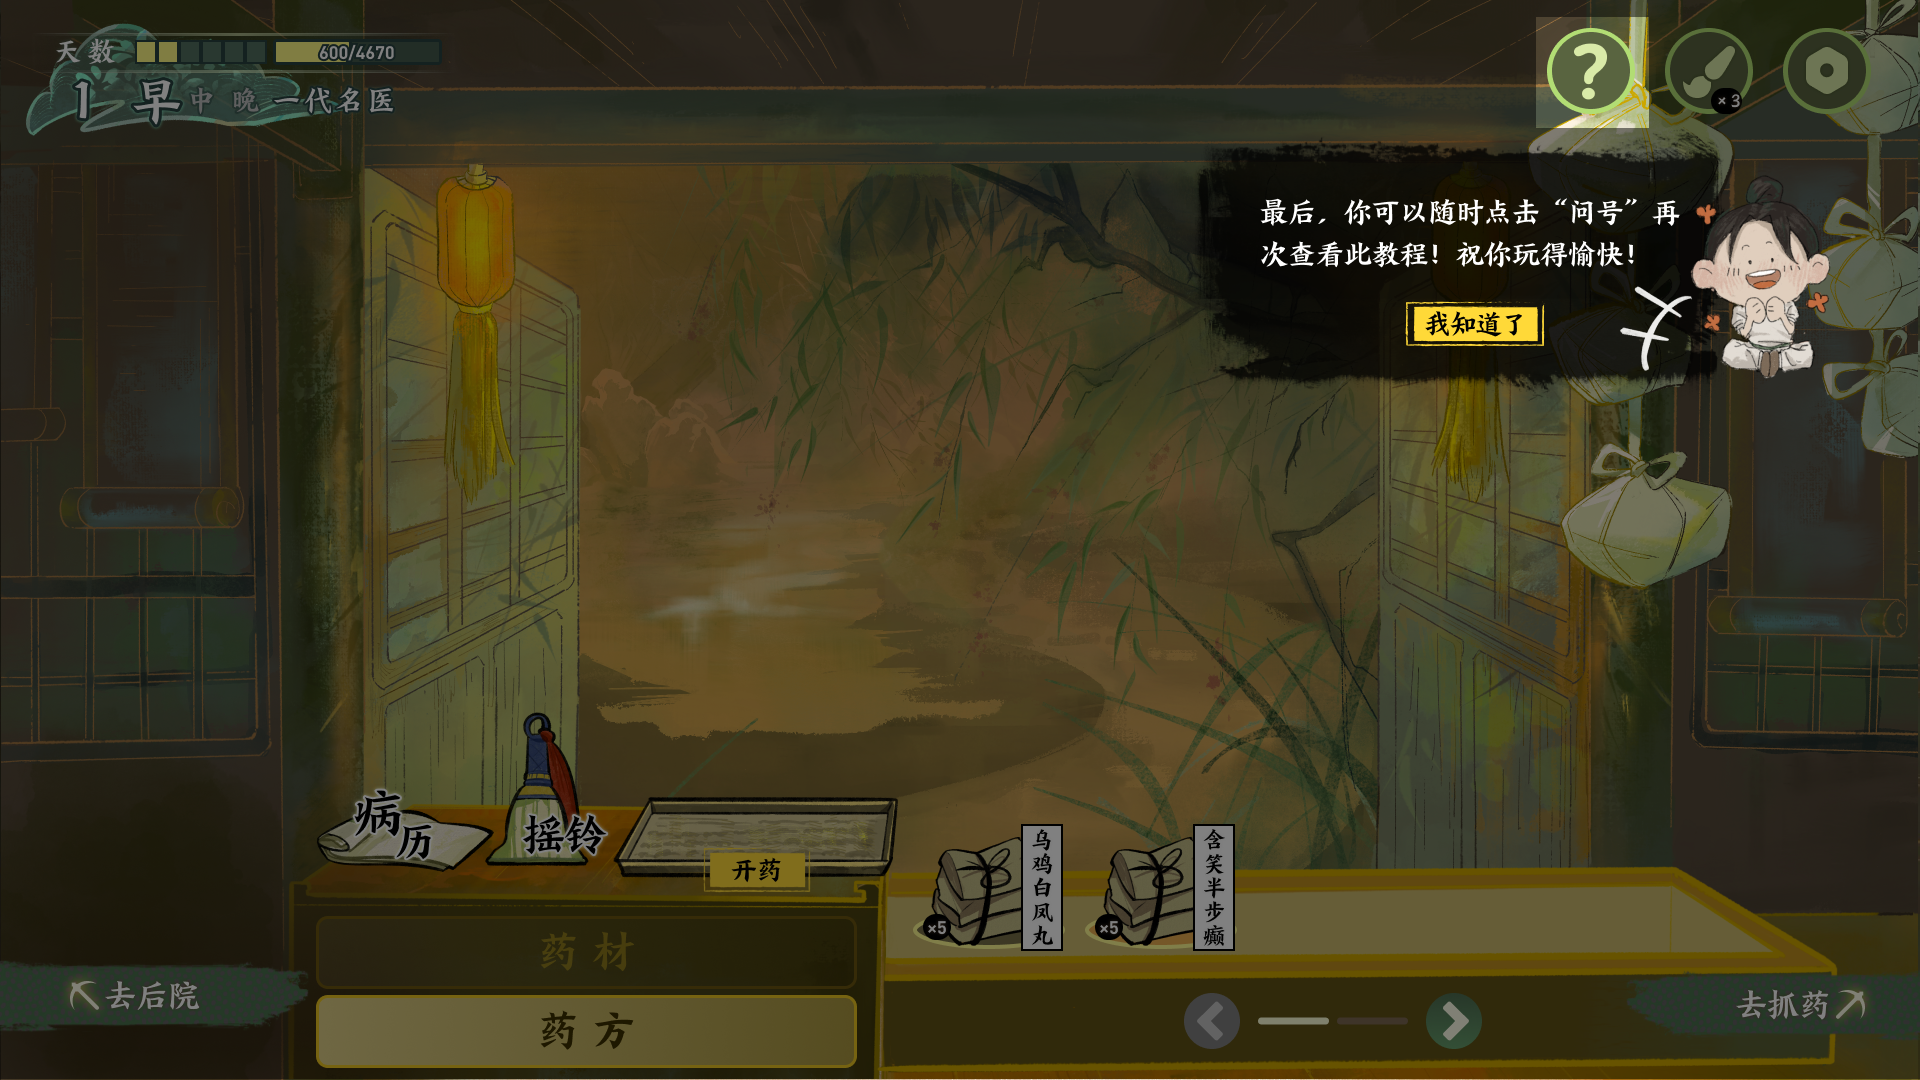 天数
600/4670
1 早 中 晚 一代名医
×3
最后，你可以随时点击“问号”再
次查看此教程！祝你玩得愉快！
我知道了
病历
摇铃
开药
×5
乌鸡白凤丸
×5
含笑半步癫
药材
药方
去后院
去抓药